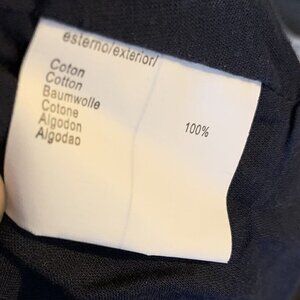 esterno/exterior/
Coton
Cotton
Baumwolle
Cotone
Algodon
Algodao
100%